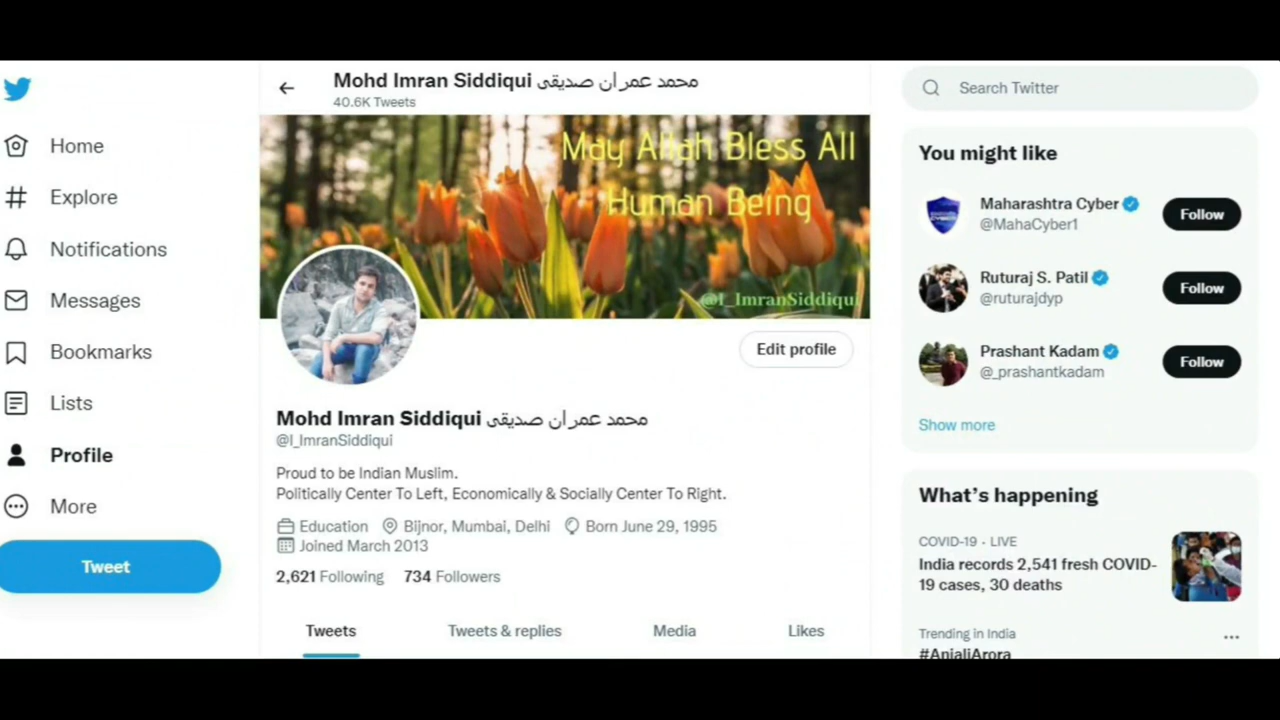 Home
Explore
Notifications
Messages
Bookmarks
Lists
Profile
More
Tweet
Mohd Imran Siddiqui محمد عمران صدیقی
40.6K Tweets
May Allah Bless All
Human Being
@I_ImranSiddiqui
Edit profile
Mohd Imran Siddiqui محمد عمران صدیقی
@I_ImranSiddiqui
Proud to be Indian Muslim.
Politically Center To Left, Economically & Socially Center To Right.
Education Bijnor, Mumbai, Delhi Born June 29, 1995
Joined March 2013
2,621 Following 734 Followers
Tweets Tweets & replies Media Likes
Search Twitter
You might like
Maharashtra Cyber
@MahaCyber1
Follow
Ruturaj S. Patil
@ruturajdyp
Follow
Prashant Kadam
@_prashantkadam
Follow
Show more
What's happening
COVID-19 · LIVE
India records 2,541 fresh COVID-
19 cases, 30 deaths
Trending in India
#AnjaliArora